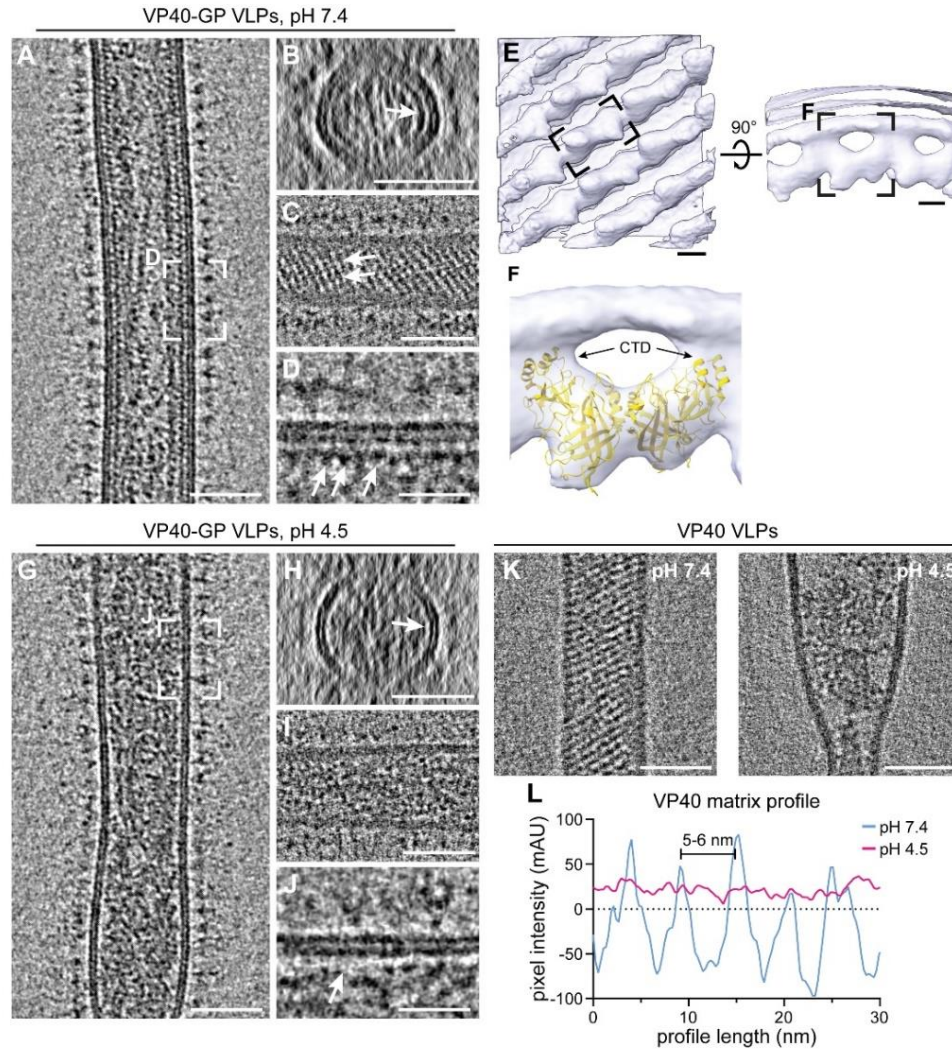 VP40-GP VLPs, pH 7.4
A
B
C
D
D
E
90°
F
F
CTD
VP40-GP VLPs, pH 4.5
G
H
I
J
J
VP40 VLPs
K
pH 7.4
pH 4.5
L
VP40 matrix profile
pH 7.4
pH 4.5
5-6 nm
pixel intensity (mAU)
100
50
0
-50
-100
0
10
20
30
profile length (nm)